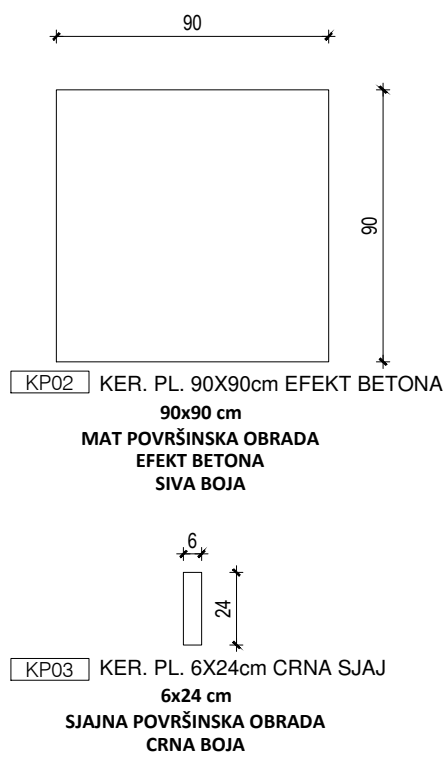 90
90
KP02 KER. PL. 90X90cm EFEKT BETONA
90x90 cm
MAT POVRŠINSKA OBRADA
EFEKT BETONA
SIVA BOJA
6
24
KP03 KER. PL. 6X24cm CRNA SJAJ
6x24 cm
SJAJNA POVRŠINSKA OBRADA
CRNA BOJA